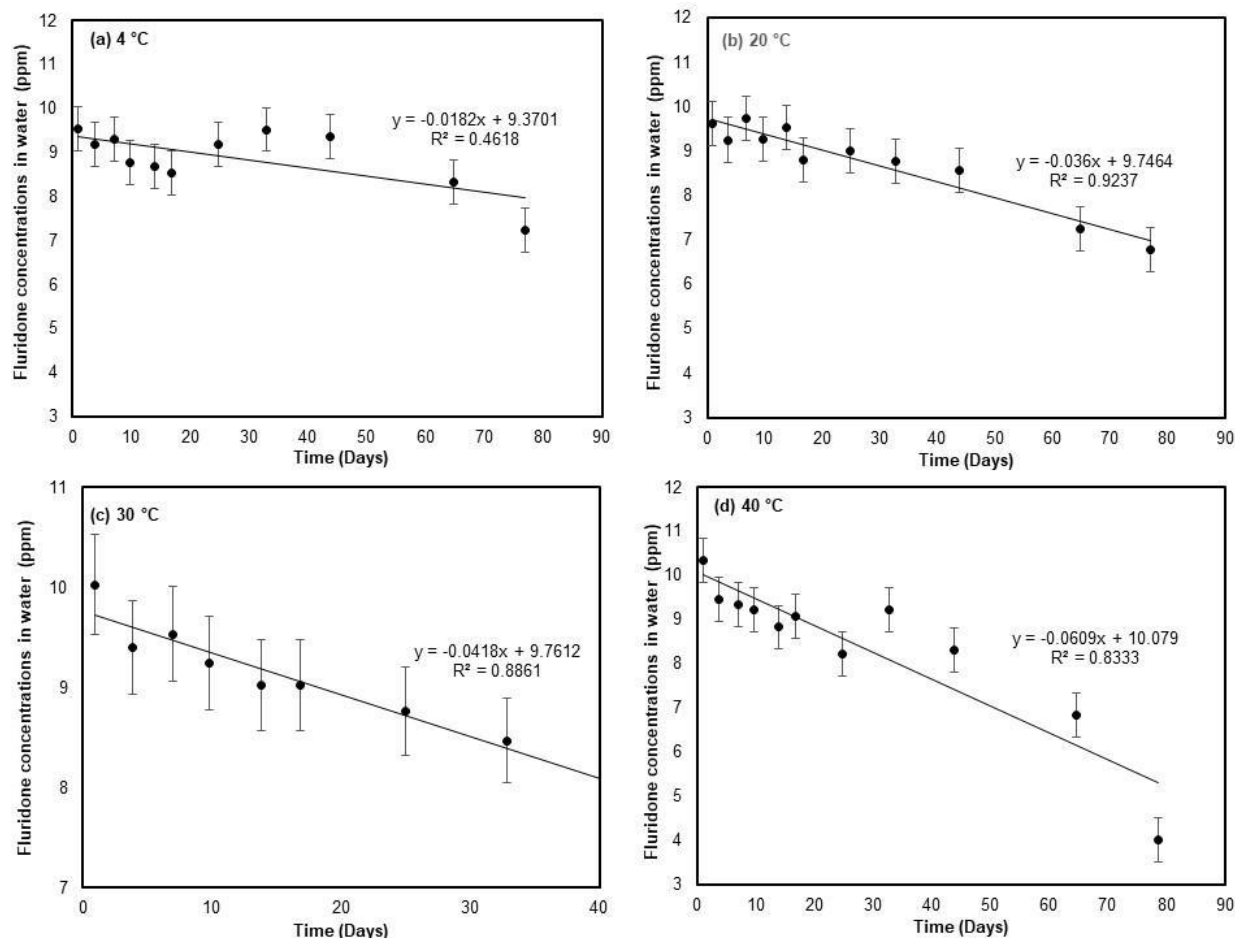 (a) 4 °C
y = -0.0182x + 9.3701
R² = 0.4618
Fluridone concentrations in water (ppm)
12
11
10
9
8
7
6
5
4
3
0 10 20 30 40 50 60 70 80 90
Time (Days)
(b) 20 °C
y = -0.036x + 9.7464
R² = 0.9237
Fluridone concentrations in water (ppm)
12
11
10
9
8
7
6
5
4
3
0 10 20 30 40 50 60 70 80 90
Time (Days)
(c) 30 °C
y = -0.0418x + 9.7612
R² = 0.8861
Fluridone concentrations in water (ppm)
11
10
9
8
7
0 10 20 30 40
Time (Days)
(d) 40 °C
y = -0.0609x + 10.079
R² = 0.8333
Fluridone concentrations in water (ppm)
12
11
10
9
8
7
6
5
4
3
0 10 20 30 40 50 60 70 80 90
Time (Days)